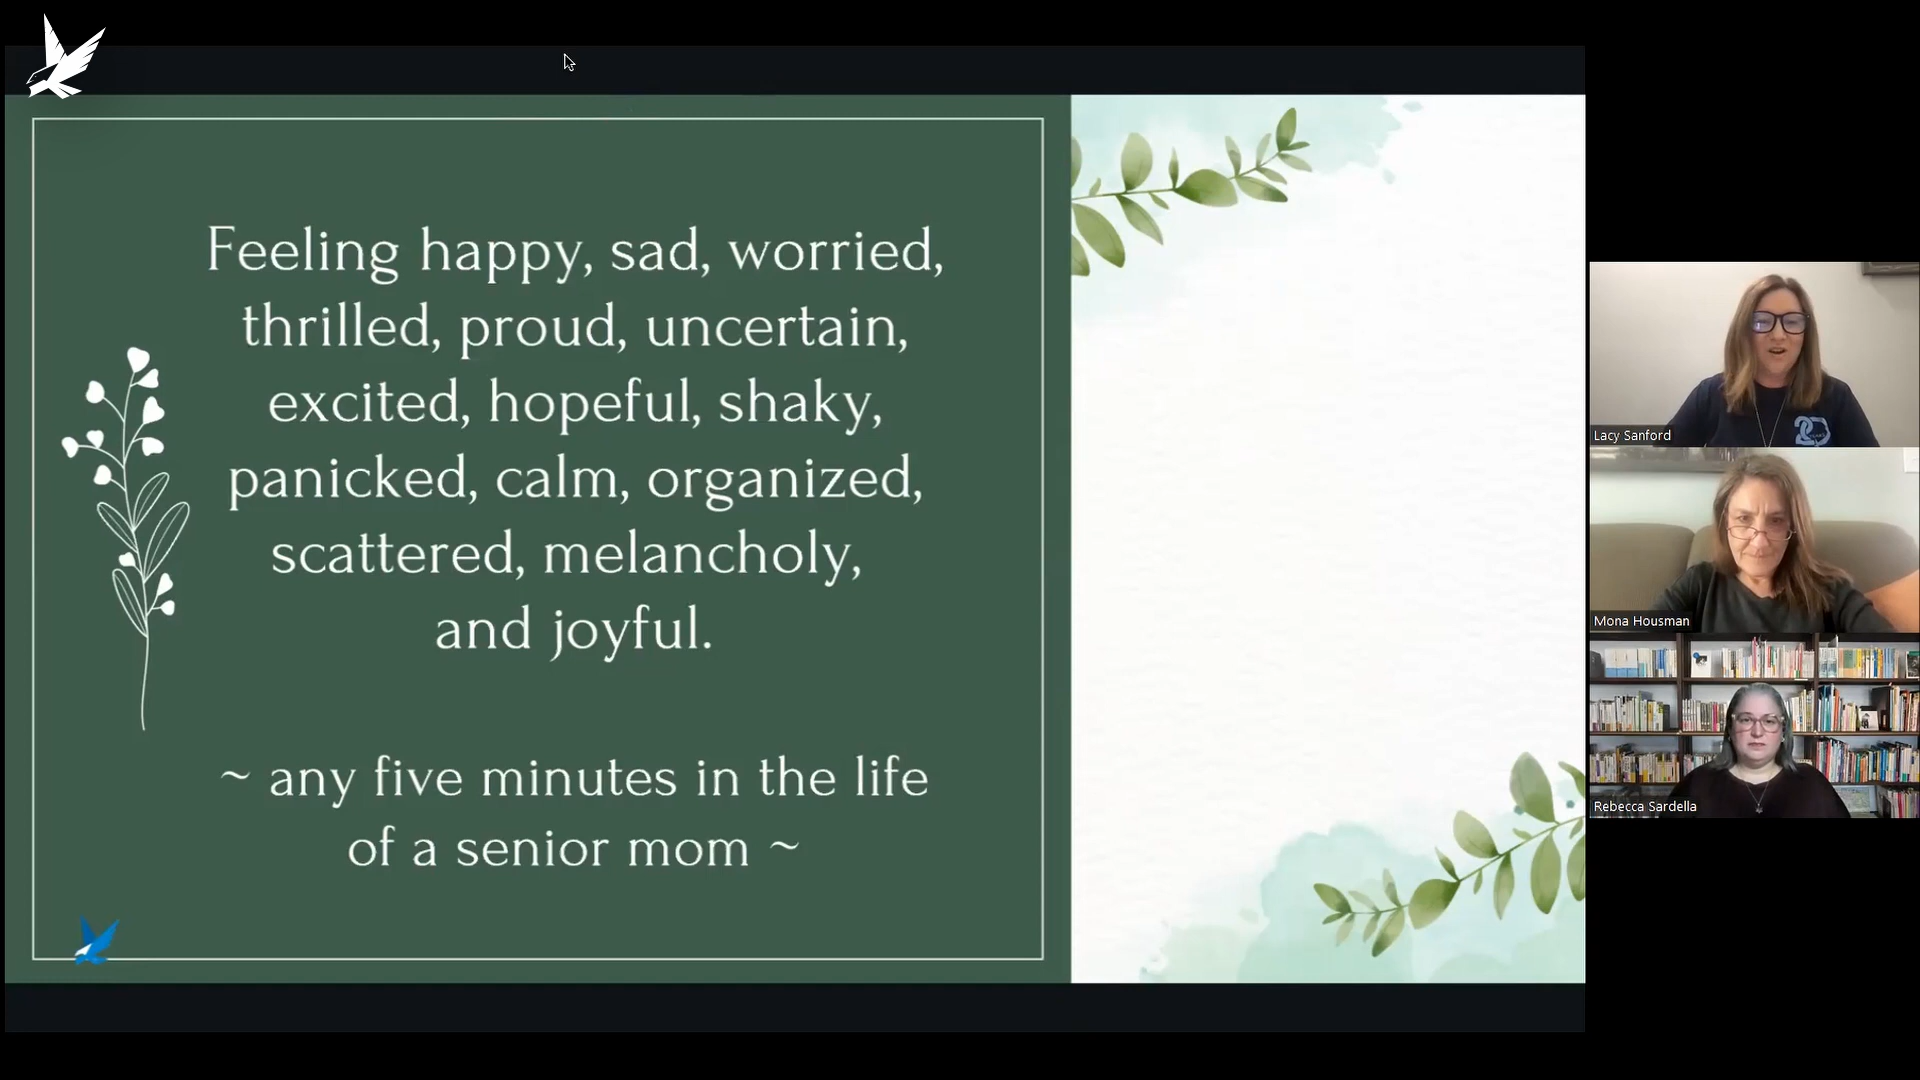 Feeling happy, sad, worried,
thrilled, proud, uncertain,
excited, hopeful, shaky,
panicked, calm, organized,
scattered, melancholy,
and joyful.
~ any five minutes in the life
of a senior mom ~
Lacy Sanford
20
Mona Housman
Rebecca Sardella